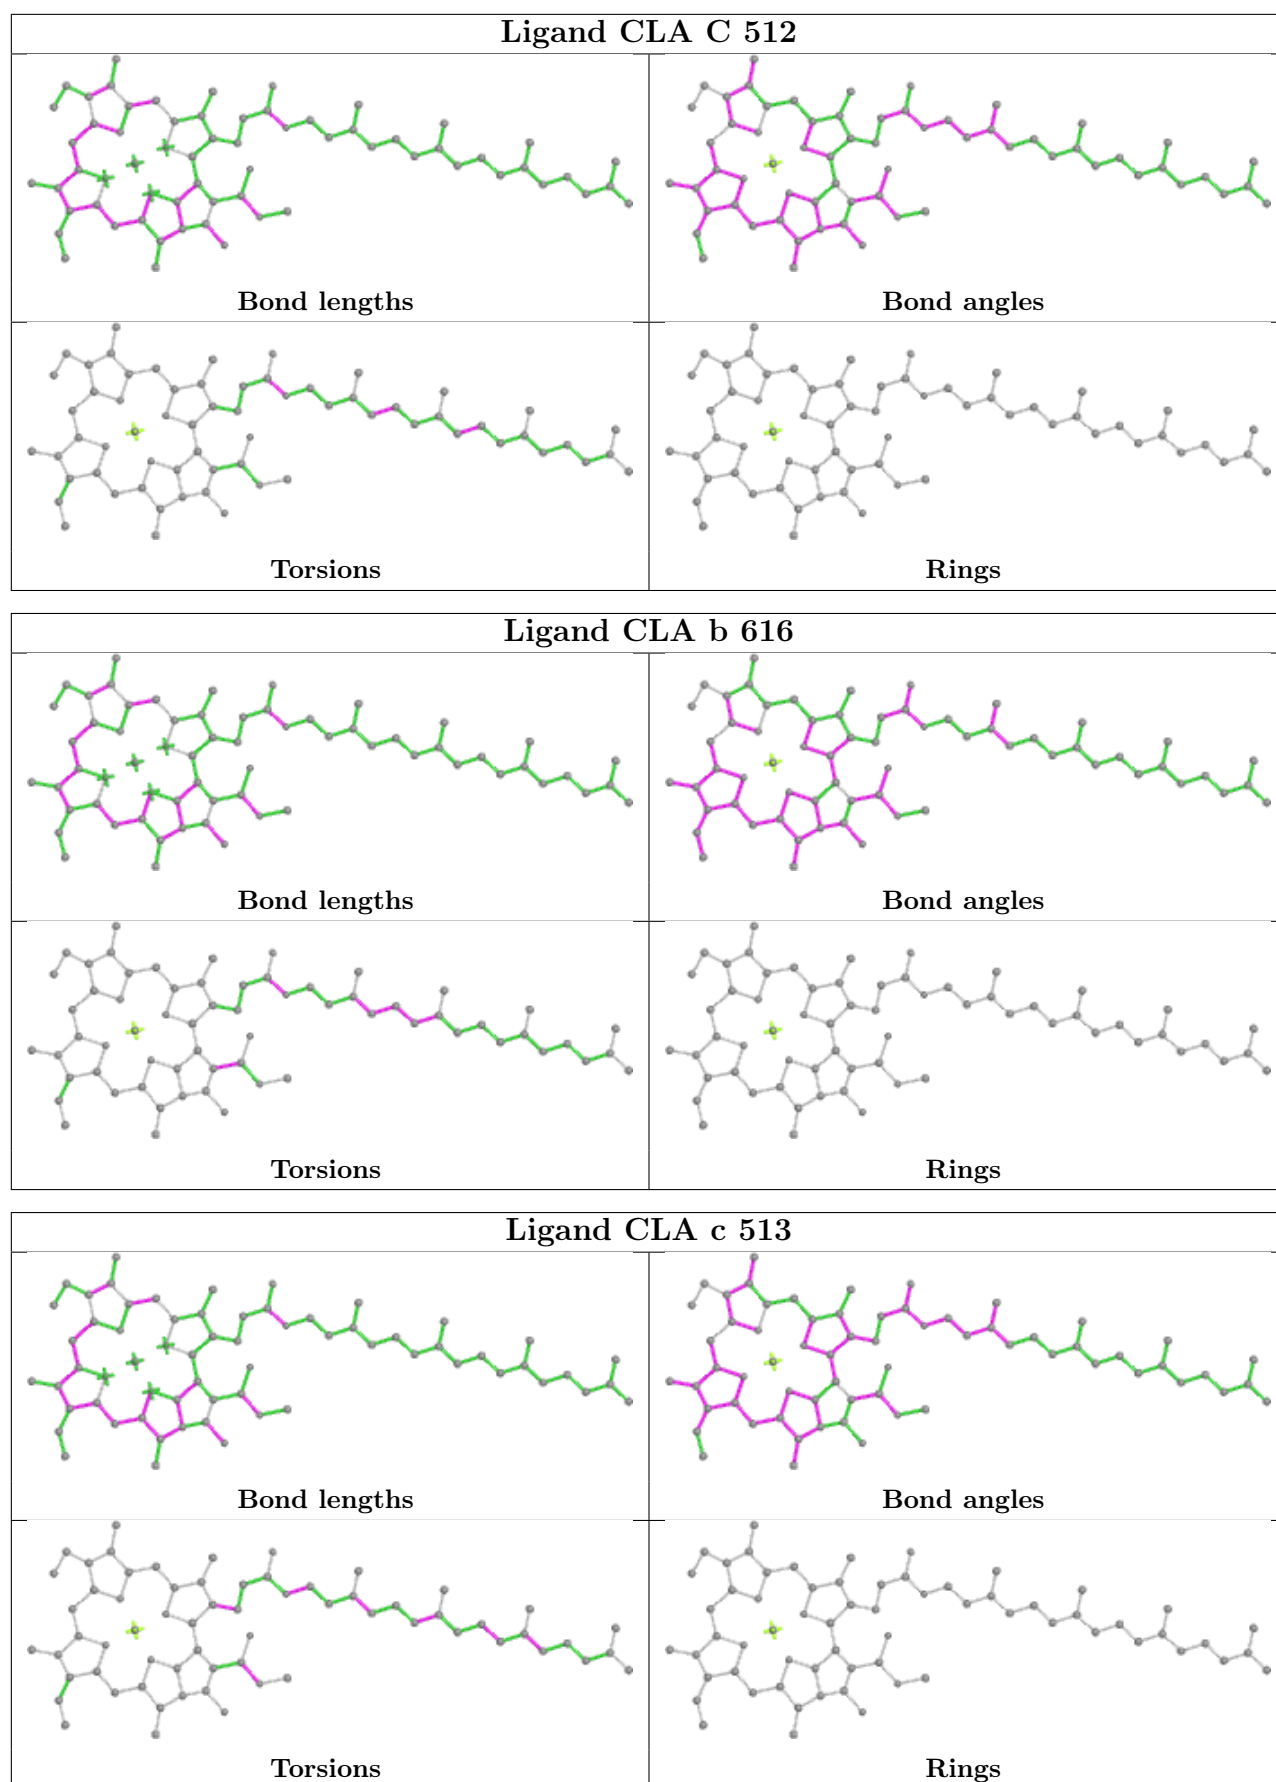 Ligand CLA C 512
Bond lengths
Bond angles
Torsions
Rings
Ligand CLA b 616
Bond lengths
Bond angles
Torsions
Rings
Ligand CLA c 513
Bond lengths
Bond angles
Torsions
Rings